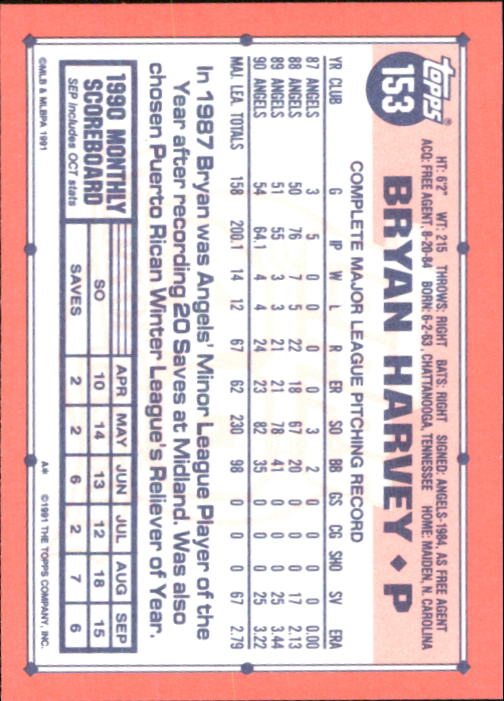 topps®
153
HT: 6'2" WT: 215 THROWS: RIGHT BATS: RIGHT SIGNED: ANGELS-1984, AS FREE AGENT
ACQ: FREE AGENT, 8-20-84 BORN: 6-2-63, CHATTANOOGA, TENNESSEE HOME: MAIDEN, N. CAROLINA
BRYAN HARVEY ◆ P
COMPLETE MAJOR LEAGUE PITCHING RECORD
YR CLUB G IP W L R ER SO BB GS CG SHO SV ERA
87 ANGELS 3 5 0 0 0 0 3 2 0 0 0 0 0.00
88 ANGELS 50 76 7 5 22 18 67 20 0 0 0 17 2.13
89 ANGELS 51 55 3 3 21 21 78 41 0 0 0 25 3.44
90 ANGELS 54 64.1 4 4 24 23 82 35 0 0 0 25 3.22
MAJ. LEA. TOTALS 158 200.1 14 12 67 62 230 98 0 0 0 67 2.79
In 1987 Bryan was Angels' Minor League Player of the
Year after recording 20 Saves at Midland. Was also
chosen Puerto Rican Winter League's Reliever of Year.
1990 MONTHLY
SCOREBOARD
SEP includes OCT stats
APR MAY JUN JUL AUG SEP
SO 10 14 13 12 18 15
SAVES 2 2 6 2 7 6
©MLB & MLBPA 1991
A* ©1991 THE TOPPS COMPANY, INC.